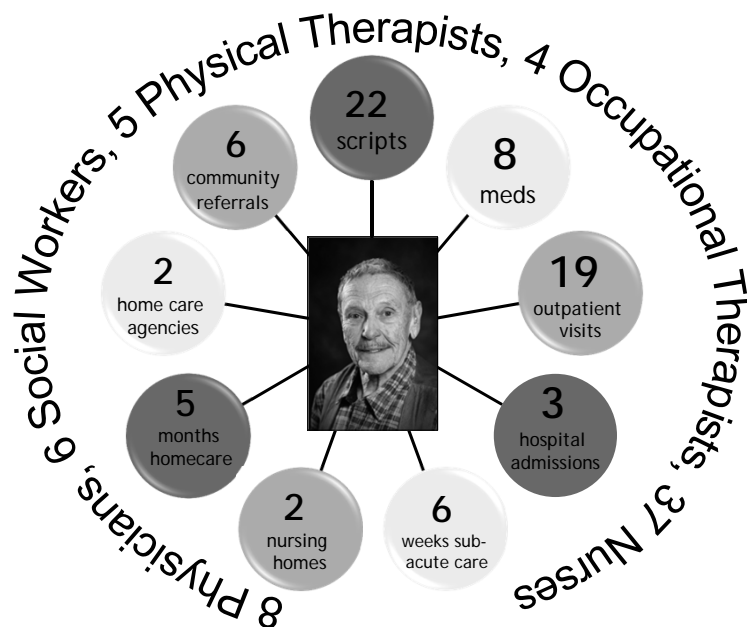 8 Physicians, 6 Social Workers, 5 Physical Therapists, 4 Occupational Therapists, 37 Nurses
22
scripts
8
meds
19
outpatient
visits
3
hospital
admissions
6
weeks sub-
acute care
2
nursing
homes
5
months
homecare
2
home care
agencies
6
community
referrals